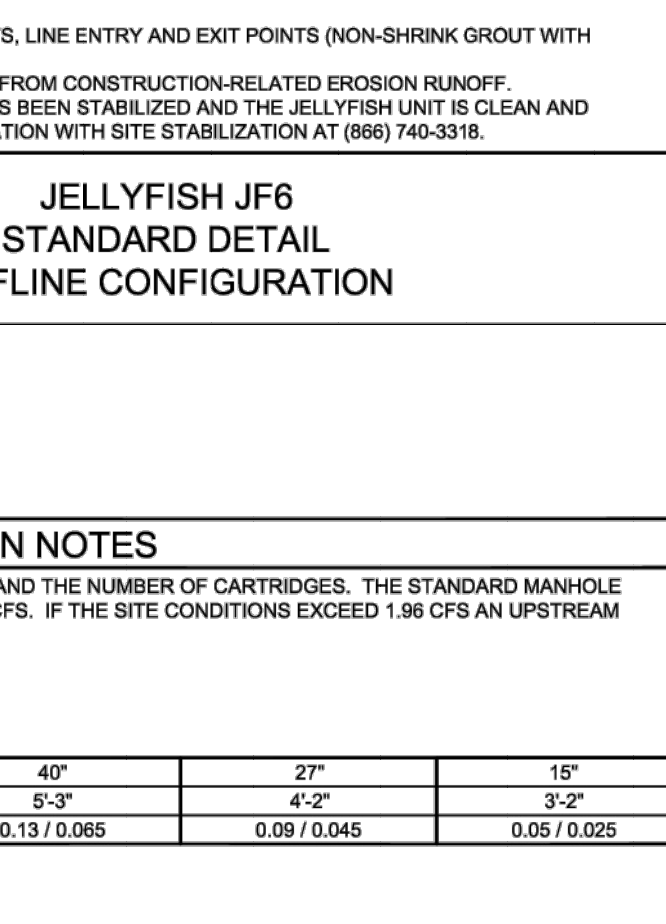 S, LINE ENTRY AND EXIT POINTS (NON-SHRINK GROUT WITH
FROM CONSTRUCTION-RELATED EROSION RUNOFF.
S BEEN STABILIZED AND THE JELLYFISH UNIT IS CLEAN AND
TION WITH SITE STABILIZATION AT (866) 740-3318.
JELLYFISH JF6
STANDARD DETAIL
FLINE CONFIGURATION
N NOTES
AND THE NUMBER OF CARTRIDGES. THE STANDARD MANHOLE
CFS. IF THE SITE CONDITIONS EXCEED 1.96 CFS AN UPSTREAM
40" 27" 15"
5'-3" 4'-2" 3'-2"
0.13 / 0.065 0.09 / 0.045 0.05 / 0.025